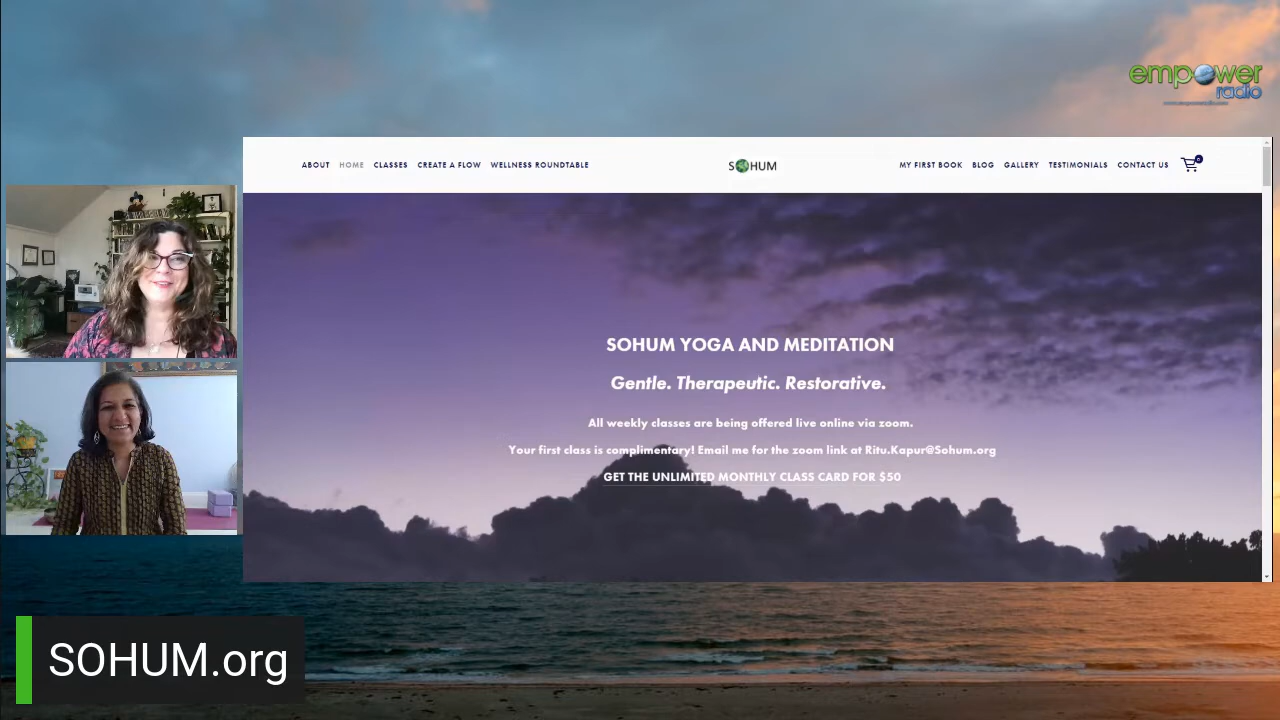 empower
radio
ABOUT HOME CLASSES CREATE A FLOW WELLNESS ROUNDTABLE
SOHUM
MY FIRST BOOK BLOG GALLERY TESTIMONIALS CONTACT US
0
SOHUM YOGA AND MEDITATION
Gentle. Therapeutic. Restorative.
All weekly classes are being offered live online via zoom.
Your first class is complimentary! Email me for the zoom link at Ritu.Kapur@Sohum.org
GET THE UNLIMITED MONTHLY CLASS CARD FOR $50
SOHUM.org